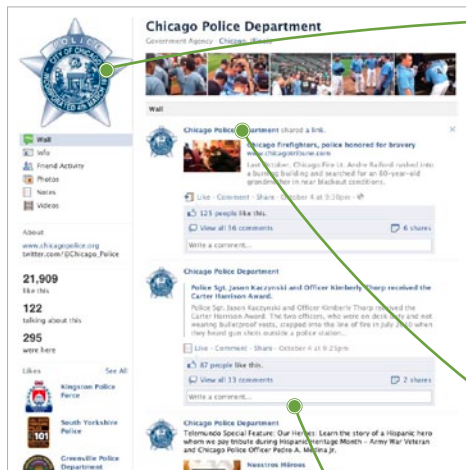 Chicago Police Department
Government Agency · Chicago, Illinois
Wall
Wall
Info
Friend Activity
Photos
Notes
Videos
About
www.chicagopolice.org
twitter.com/@Chicago_Police
21,909
like this
122
talking about this
295
were here
Likes See All
Kingston Police
Force
South Yorkshire
Police
101
Greenville Police
Department
Chicago Police Department shared a link.
Chicago firefighters, police honored for bravery
www.chicagotribune.com
Last October, Chicago Fire Lt. Andre Raiford rushed into
a burning building and searched for an 80-year-old
grandmother in near blackout conditions.
Like · Comment · Share · October 4 at 9:30pm
121 people like this.
View all 16 comments 6 shares
Write a comment...
Chicago Police Department
Police Sgt. Jason Kaczynski and Officer Kimberly Thorp received the
Carter Harrison Award.
Police Sgt. Jason Kaczynski and Officer Kimberly Thorp received the
Carter Harrison Award. The two officers, who were on desk duty and not
wearing bulletproof vests, stepped into the line of fire in July 2010 when
they heard gun shots outside a police station...
Like · Comment · Share · October 4 at 9:25pm
87 people like this.
View all 13 comments 2 shares
Write a comment...
Chicago Police Department
Telemundo Special Feature: Our Heroes: Learn the story of a Hispanic hero
whom we pay tribute during Hispanic Heritage Month – Army War Veteran
and Chicago Police Officer Pedro A. Medina Jr.
Nuestros Héroes